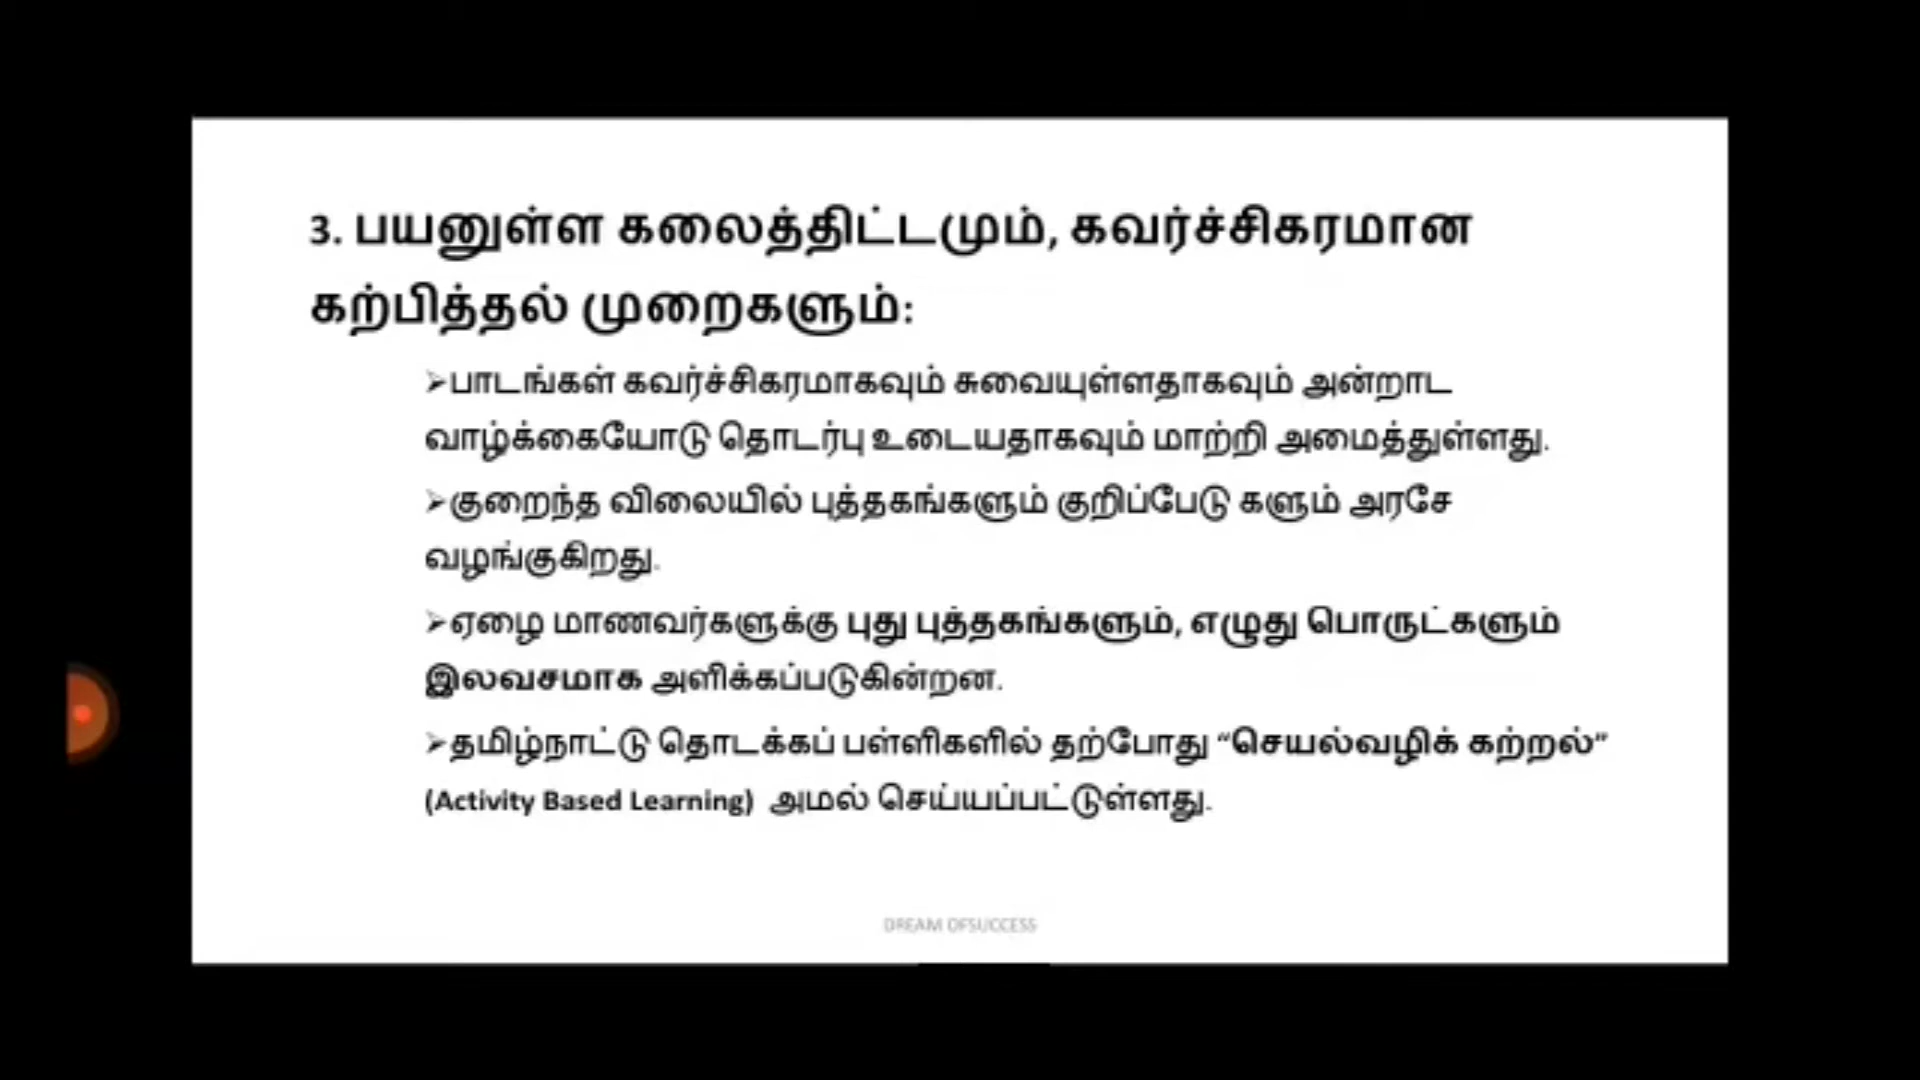 3. பயனுள்ள கலைத்திட்டமும், கவர்ச்சிகரமான
கற்பித்தல் முறைகளும்:
➢பாடங்கள் கவர்ச்சிகரமாகவும் சுவையுள்ளதாகவும் அன்றாட
வாழ்க்கையோடு தொடர்பு உடையதாகவும் மாற்றி அமைத்துள்ளது.
➢குறைந்த விலையில் புத்தகங்களும் குறிப்பேடு களும் அரசே
வழங்குகிறது.
➢ஏழை மாணவர்களுக்கு புது புத்தகங்களும், எழுது பொருட்களும்
இலவசமாக அளிக்கப்படுகின்றன.
➢தமிழ்நாட்டு தொடக்கப் பள்ளிகளில் தற்போது “செயல்வழிக் கற்றல்”
(Activity Based Learning) அமல் செய்யப்பட்டுள்ளது.
DREAM OFSUCCESS